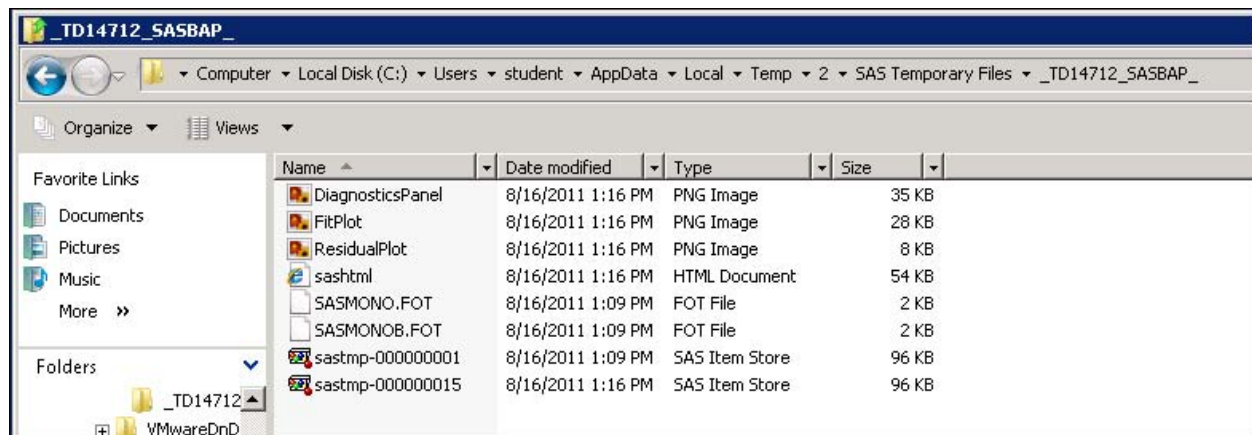 _TD14712_SASBAP_
Computer Local Disk (C:) Users student AppData Local Temp 2 SAS Temporary Files _TD14712_SASBAP_
Organize Views
Name Date modified Type Size
Favorite Links
Documents
Pictures
Music
More »
Folders
_TD14712
VMwareDnD
DiagnosticsPanel 8/16/2011 1:16 PM PNG Image 35 KB
FitPlot 8/16/2011 1:16 PM PNG Image 28 KB
ResidualPlot 8/16/2011 1:16 PM PNG Image 8 KB
sashtml 8/16/2011 1:16 PM HTML Document 54 KB
SASMONO.FOT 8/16/2011 1:09 PM FOT File 2 KB
SASMONOB.FOT 8/16/2011 1:09 PM FOT File 2 KB
sastmp-000000001 8/16/2011 1:09 PM SAS Item Store 96 KB
sastmp-000000015 8/16/2011 1:16 PM SAS Item Store 96 KB